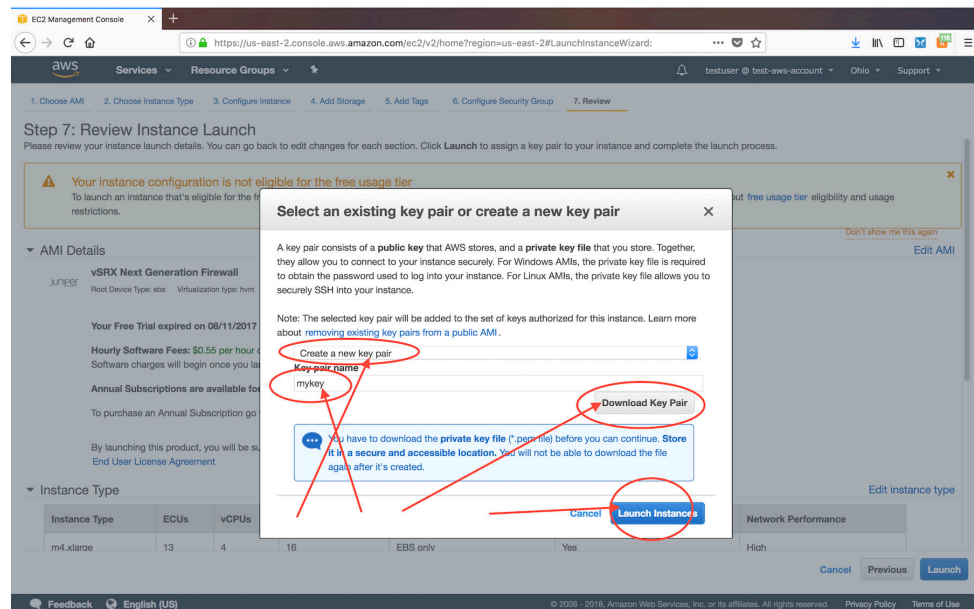 EC2 Management Console
https://us-east-2.console.aws.amazon.com/ec2/v2/home?region=us-east-2#LaunchInstanceWizard:
aws Services Resource Groups testuser @ test-aws-account Ohio Support
1. Choose AMI 2. Choose Instance Type 3. Configure Instance 4. Add Storage 5. Add Tags 6. Configure Security Group 7. Review
Step 7: Review Instance Launch
Please review your instance launch details. You can go back to edit changes for each section. Click Launch to assign a key pair to your instance and complete the launch process.
Your instance configuration is not eligible for the free usage tier
To launch an instance that's eligible for the out free usage tier eligibility and usage
restrictions.
Don't show me this again
AMI Details Edit AMI
JUNIPER
vSRX Next Generation Firewall
Root Device Type: ebs Virtualization type: hvm
Your Free Trial expired on 08/11/2017
Hourly Software Fees: $0.55 per hour
Software charges will begin once you
Annual Subscriptions are available for
To purchase an Annual Subscription go
By launching this product, you will be
End User License Agreement
Select an existing key pair or create a new key pair
A key pair consists of a public key that AWS stores, and a private key file that you store. Together,
they allow you to connect to your instance securely. For Windows AMIs, the private key file is required
to obtain the password used to log into your instance. For Linux AMIs, the private key file allows you to
securely SSH into your instance.
Note: The selected key pair will be added to the set of keys authorized for this instance. Learn more
about removing existing key pairs from a public AMI.
Create a new key pair
Key pair name
mykey
Download Key Pair
You have to download the private key file (*.pem file) before you can continue. Store
it in a secure and accessible location. You will not be able to download the file
again after it's created.
Cancel Launch Instances
Instance Type Edit instance type
Instance Type ECUs vCPUs Network Performance
m4.xlarge 13 4 16 EBS only Yes High
Cancel Previous Launch
Feedback English (US) © 2008 - 2018, Amazon Web Services, Inc. or its affiliates. All rights reserved. Privacy Policy Terms of Use